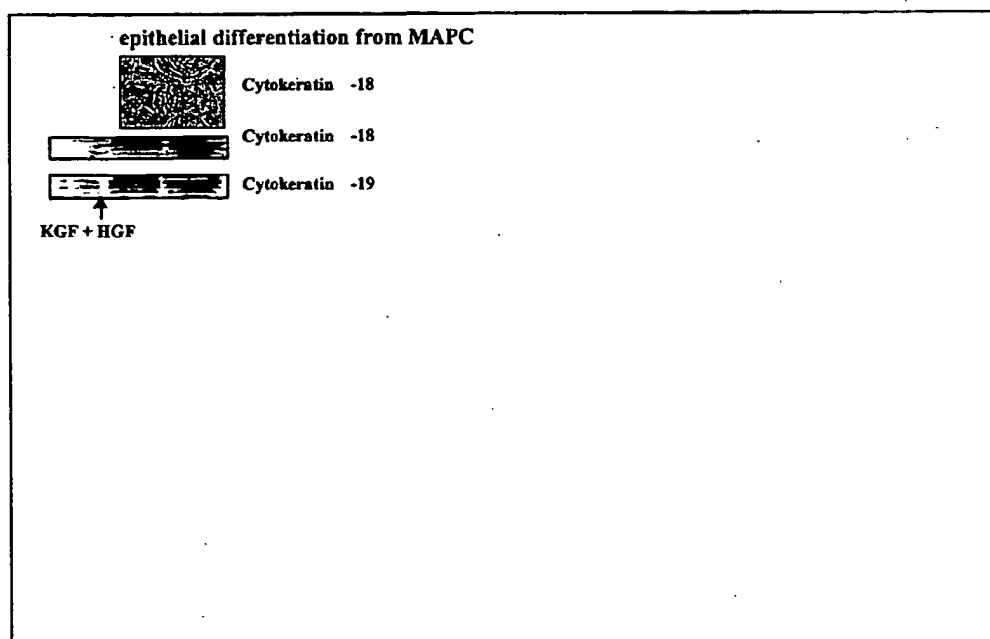 epithelial differentiation from MAPC
Cytokeratin -18
Cytokeratin -18
Cytokeratin -19
KGF + HGF